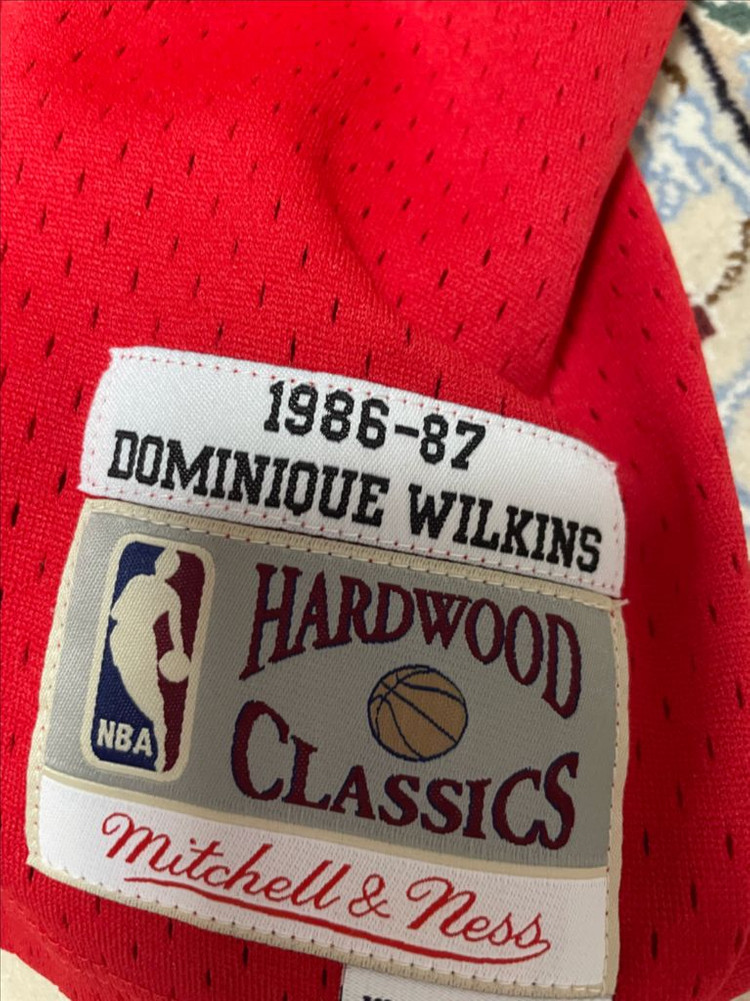 1986-87
DOMINIQUE WILKINS
NBA
HARDWOOD
CLASSICS
Mitchell & Ness